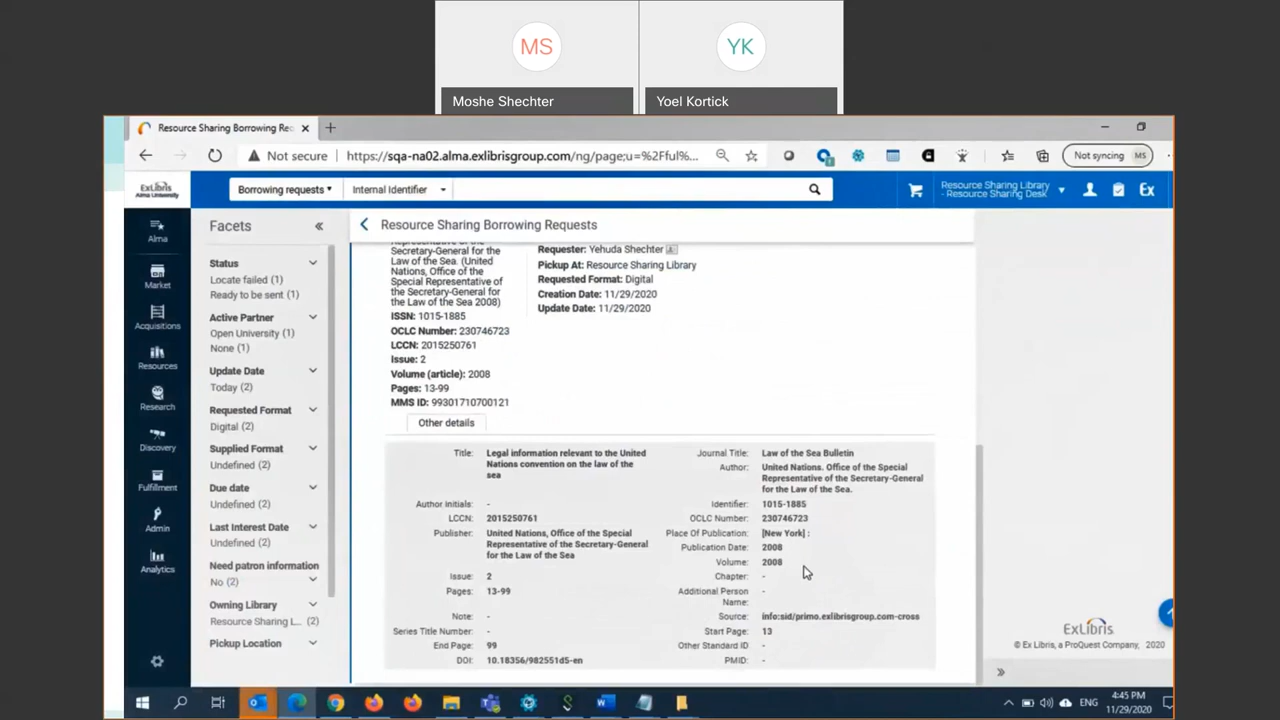 MS
YK
Moshe Shechter
Yoel Kortick
Resource Sharing Borrowing Rec
Not secure
https://sqa-na02.alma.exlibrisgroup.com/ng/page;u=%2Fful%...
Not syncing MS
ExLibris
Alma University
Borrowing requests
Internal Identifier
Resource Sharing Library
- Resource Sharing Desk
Ex
Alma
Market
Acquisitions
Resources
Research
Discovery
Fulfillment
Admin
Analytics
Facets
Status
Locate failed (1)
Ready to be sent (1)
Active Partner
Open University (1)
None (1)
Update Date
Today (2)
Requested Format
Digital (2)
Supplied Format
Undefined (2)
Due date
Undefined (2)
Last Interest Date
Undefined (2)
Need patron information
No (2)
Owning Library
Resource Sharing L... (2)
Pickup Location
Resource Sharing Borrowing Requests
Representative of the
Secretary-General for the
Law of the Sea. (United
Nations, Office of the
Special Representative of
the Secretary-General for
the Law of the Sea 2008)
ISSN: 1015-1885
OCLC Number: 230746723
LCCN: 2015250761
Issue: 2
Volume (article): 2008
Pages: 13-99
MMS ID: 99301710700121
Requester: Yehuda Shechter
Pickup At: Resource Sharing Library
Requested Format: Digital
Creation Date: 11/29/2020
Update Date: 11/29/2020
Other details
Title: Legal information relevant to the United
Nations convention on the law of the
sea
Author Initials: -
LCCN: 2015250761
Publisher: United Nations, Office of the Special
Representative of the Secretary-General
for the Law of the Sea
Issue: 2
Pages: 13-99
Note: -
Series Title Number: -
End Page: 99
DOI: 10.18356/982551d5-en
Journal Title: Law of the Sea Bulletin
Author: United Nations. Office of the Special
Representative of the Secretary-General
for the Law of the Sea.
Identifier: 1015-1885
OCLC Number: 230746723
Place Of Publication: [New York] :
Publication Date: 2008
Volume: 2008
Chapter: -
Additional Person -
Name:
Source: info:sid/primo.exlibrisgroup.com-cross
Start Page: 13
Other Standard ID -
PMID: -
ExLibris
© Ex Libris, a ProQuest Company, 2020
ENG
4:45 PM
11/29/2020